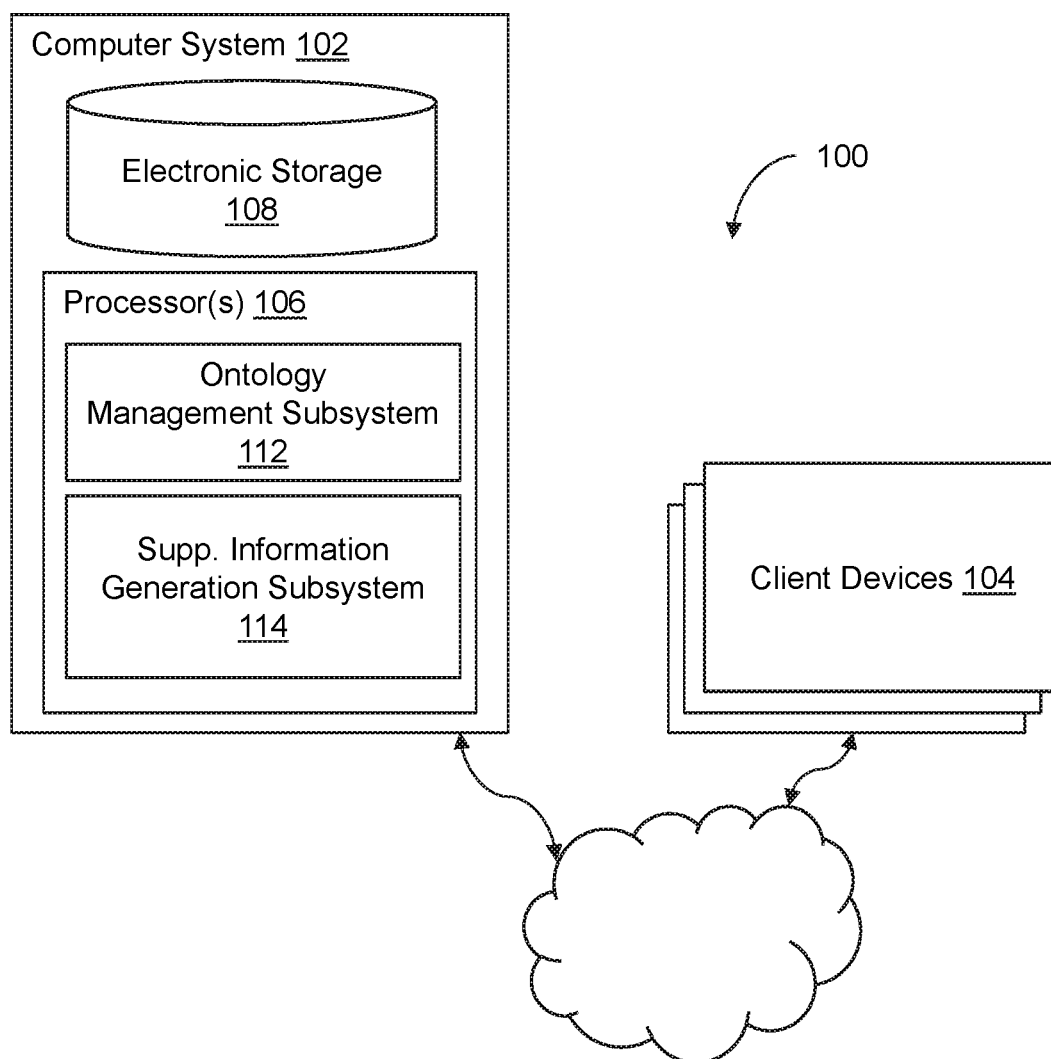 Computer System 102
Electronic Storage
108
100
Processor(s) 106
Ontology
Management Subsystem
112
Supp. Information
Generation Subsystem
114
Client Devices 104